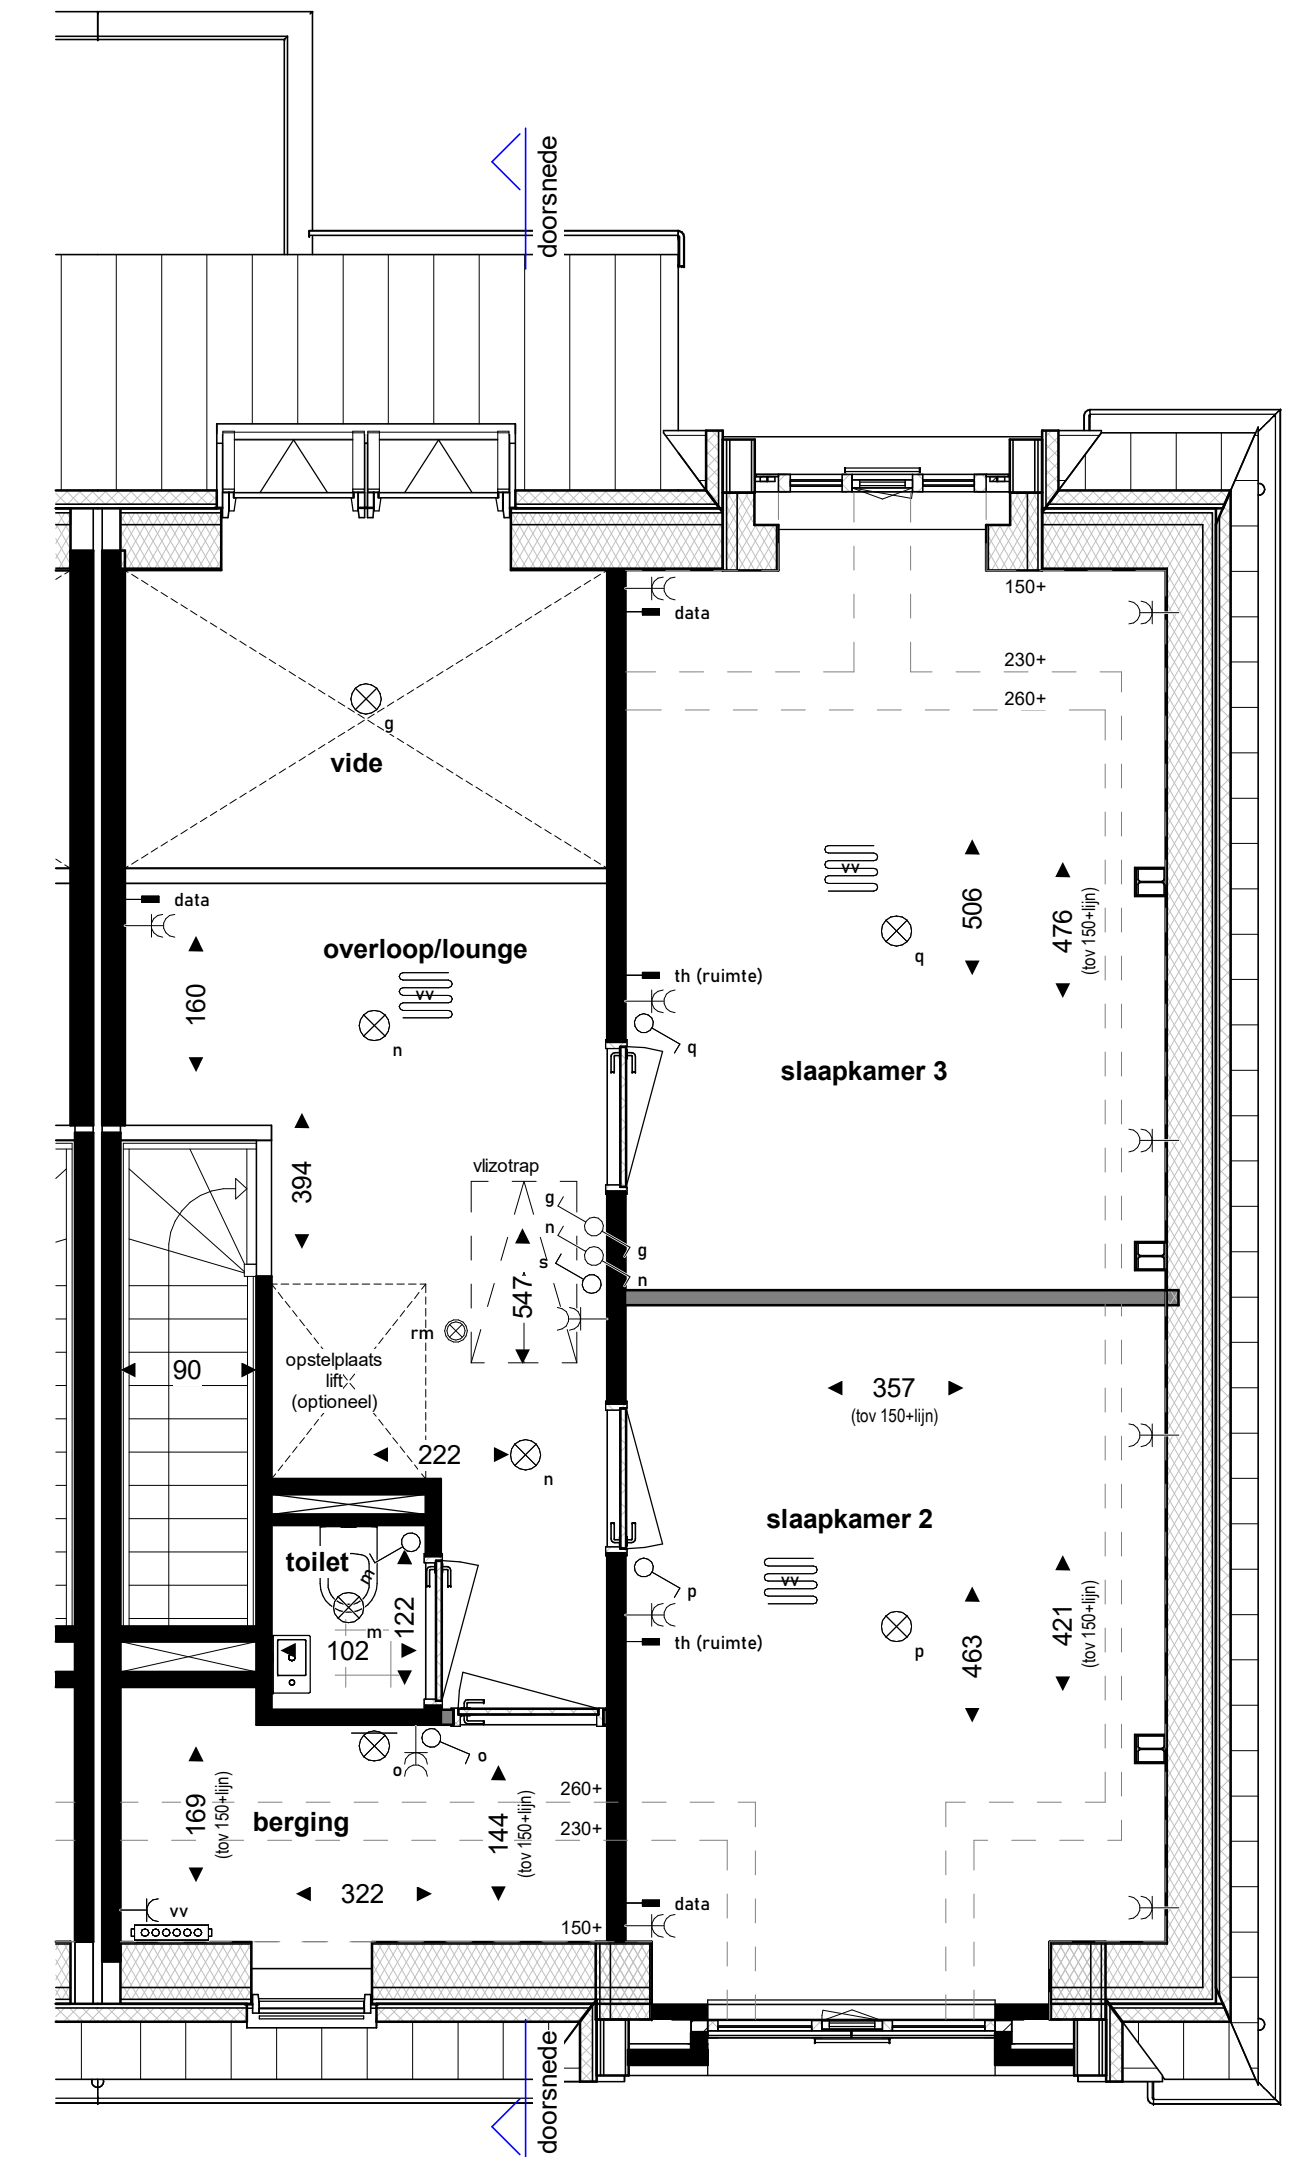 doorsnede
150+
data
data
230+
260+
g
vide
vv
q
506
476
(tov 150+lijn)
data
overloop/lounge
vv
n
160
th (ruimte)
q
slaapkamer 3
394
vlizotrap
g
n
s
g
n
547
rm
opstelplaats
lift
(optioneel)
90
357
(tov 150+lijn)
222
n
slaapkamer 2
toilet
m
m
122
102
vv
p
p
th (ruimte)
463
421
(tov 150+lijn)
o
o
169
(tov 150+lijn)
berging
144
(tov 150+lijn)
260+
230+
322
vv
150+
data
doorsnede